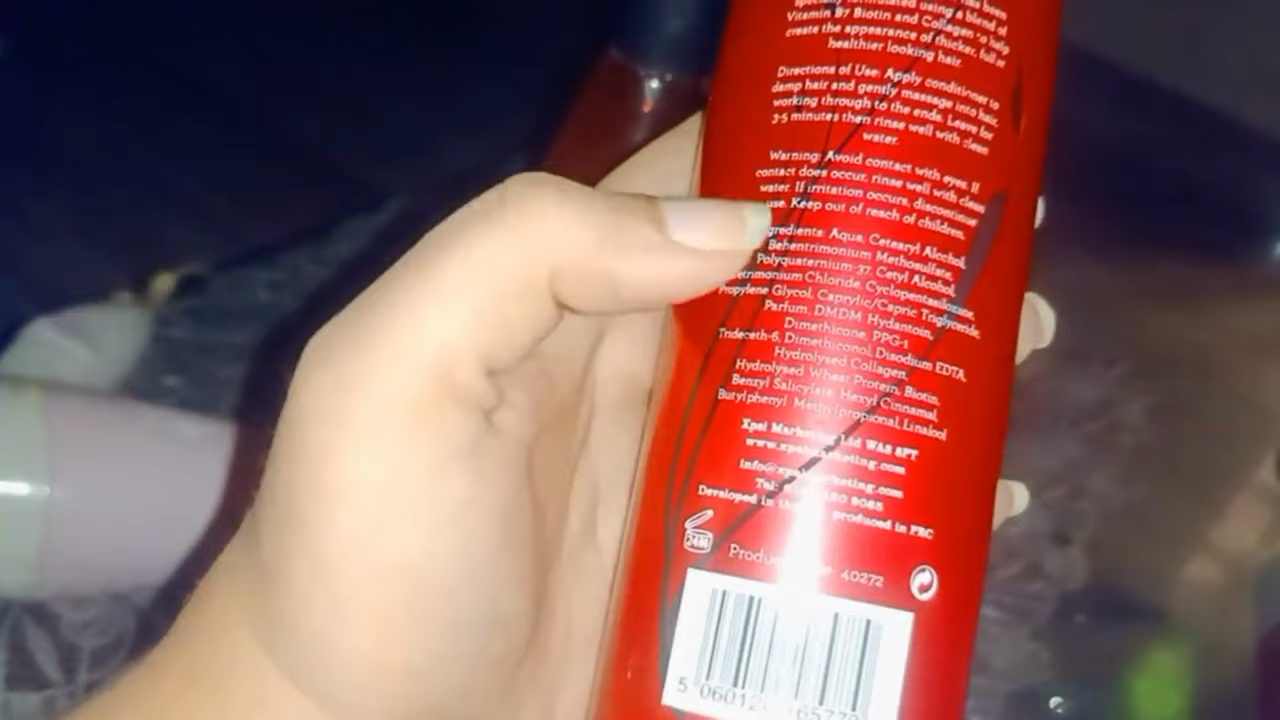 has been
specially formulated using a blend of
Vitamin B7 Biotin and Collagen to help
create the appearance of thicker, fuller
healthier looking hair.
Directions of Use: Apply conditioner to
damp hair and gently massage into hair,
working through to the ends. Leave for
3-5 minutes then rinse well with clean
water.
Warning: Avoid contact with eyes. If
contact does occur, rinse well with clean
water. If irritation occurs, discontinue
use. Keep out of reach of children.
gredients: Aqua, Cetearyl Alcohol,
Behentrimonium Methosulfate,
Polyquaternium-37, Cetyl Alcohol,
etrimonium Chloride, Cyclopentasiloxane,
Propylene Glycol, Caprylic/Capric Triglyceride,
Parfum, DMDM Hydantoin,
Dimethicone, PPG-1
Trideceth-6, Dimethiconol, Disodium EDTA,
Hydrolysed Collagen,
Hydrolysed Wheat Protein, Biotin,
Benzyl Salicylate, Hexyl Cinnamal,
Butylphenyl Methylpropional, Linalool
Xpel Marketing Ltd WA8 8PT
www.xpelmarketing.com
info@xpelmarketing.com
Tel: 9085
Developed in the produced in PRC
24M
40272
5 06012 65779